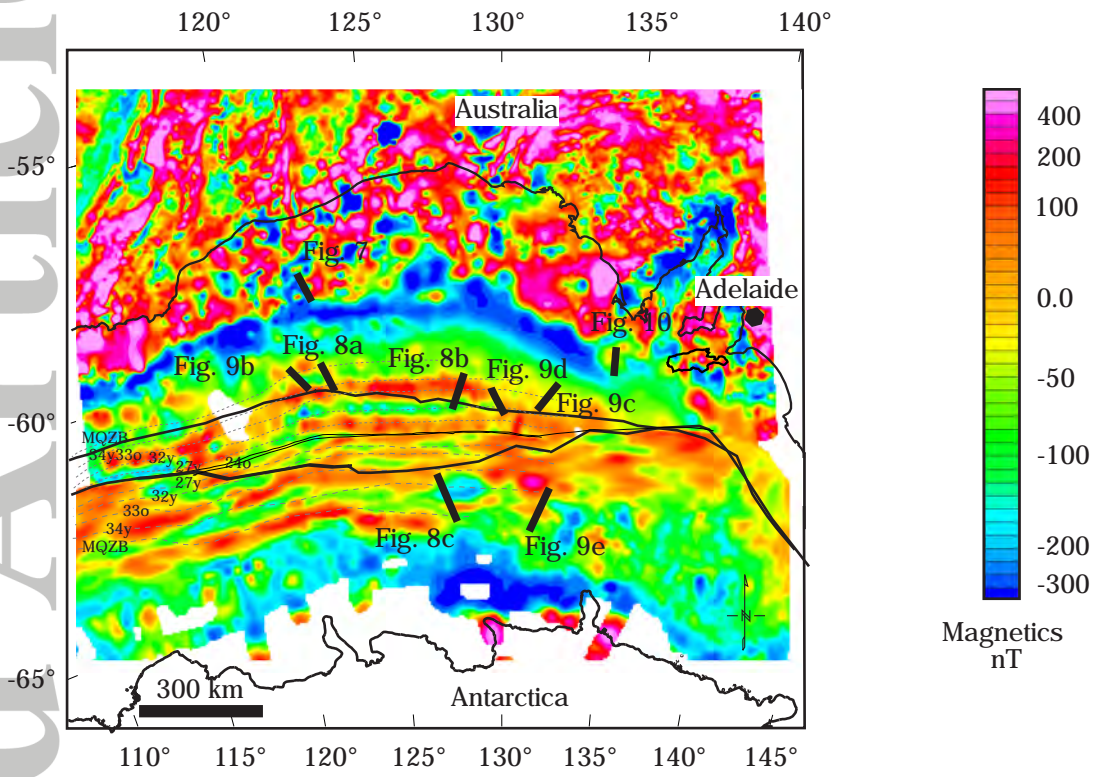 120° 125° 130° 135° 140°
Australia
-55°
Fig. 7
Adelaide
Fig. 10
Fig. 8a
Fig. 9b
Fig. 8b
Fig. 9d
Fig. 9c
-60°
MQZB
34y33o 32y 27y 24o
27y
32y
33o
34y
MQZB
Fig. 8c
Fig. 9e
N
-65°
300 km
Antarctica
110° 115° 120° 125° 130° 135° 140° 145°
400
200
100
0.0
-50
-100
-200
-300
Magnetics
nT